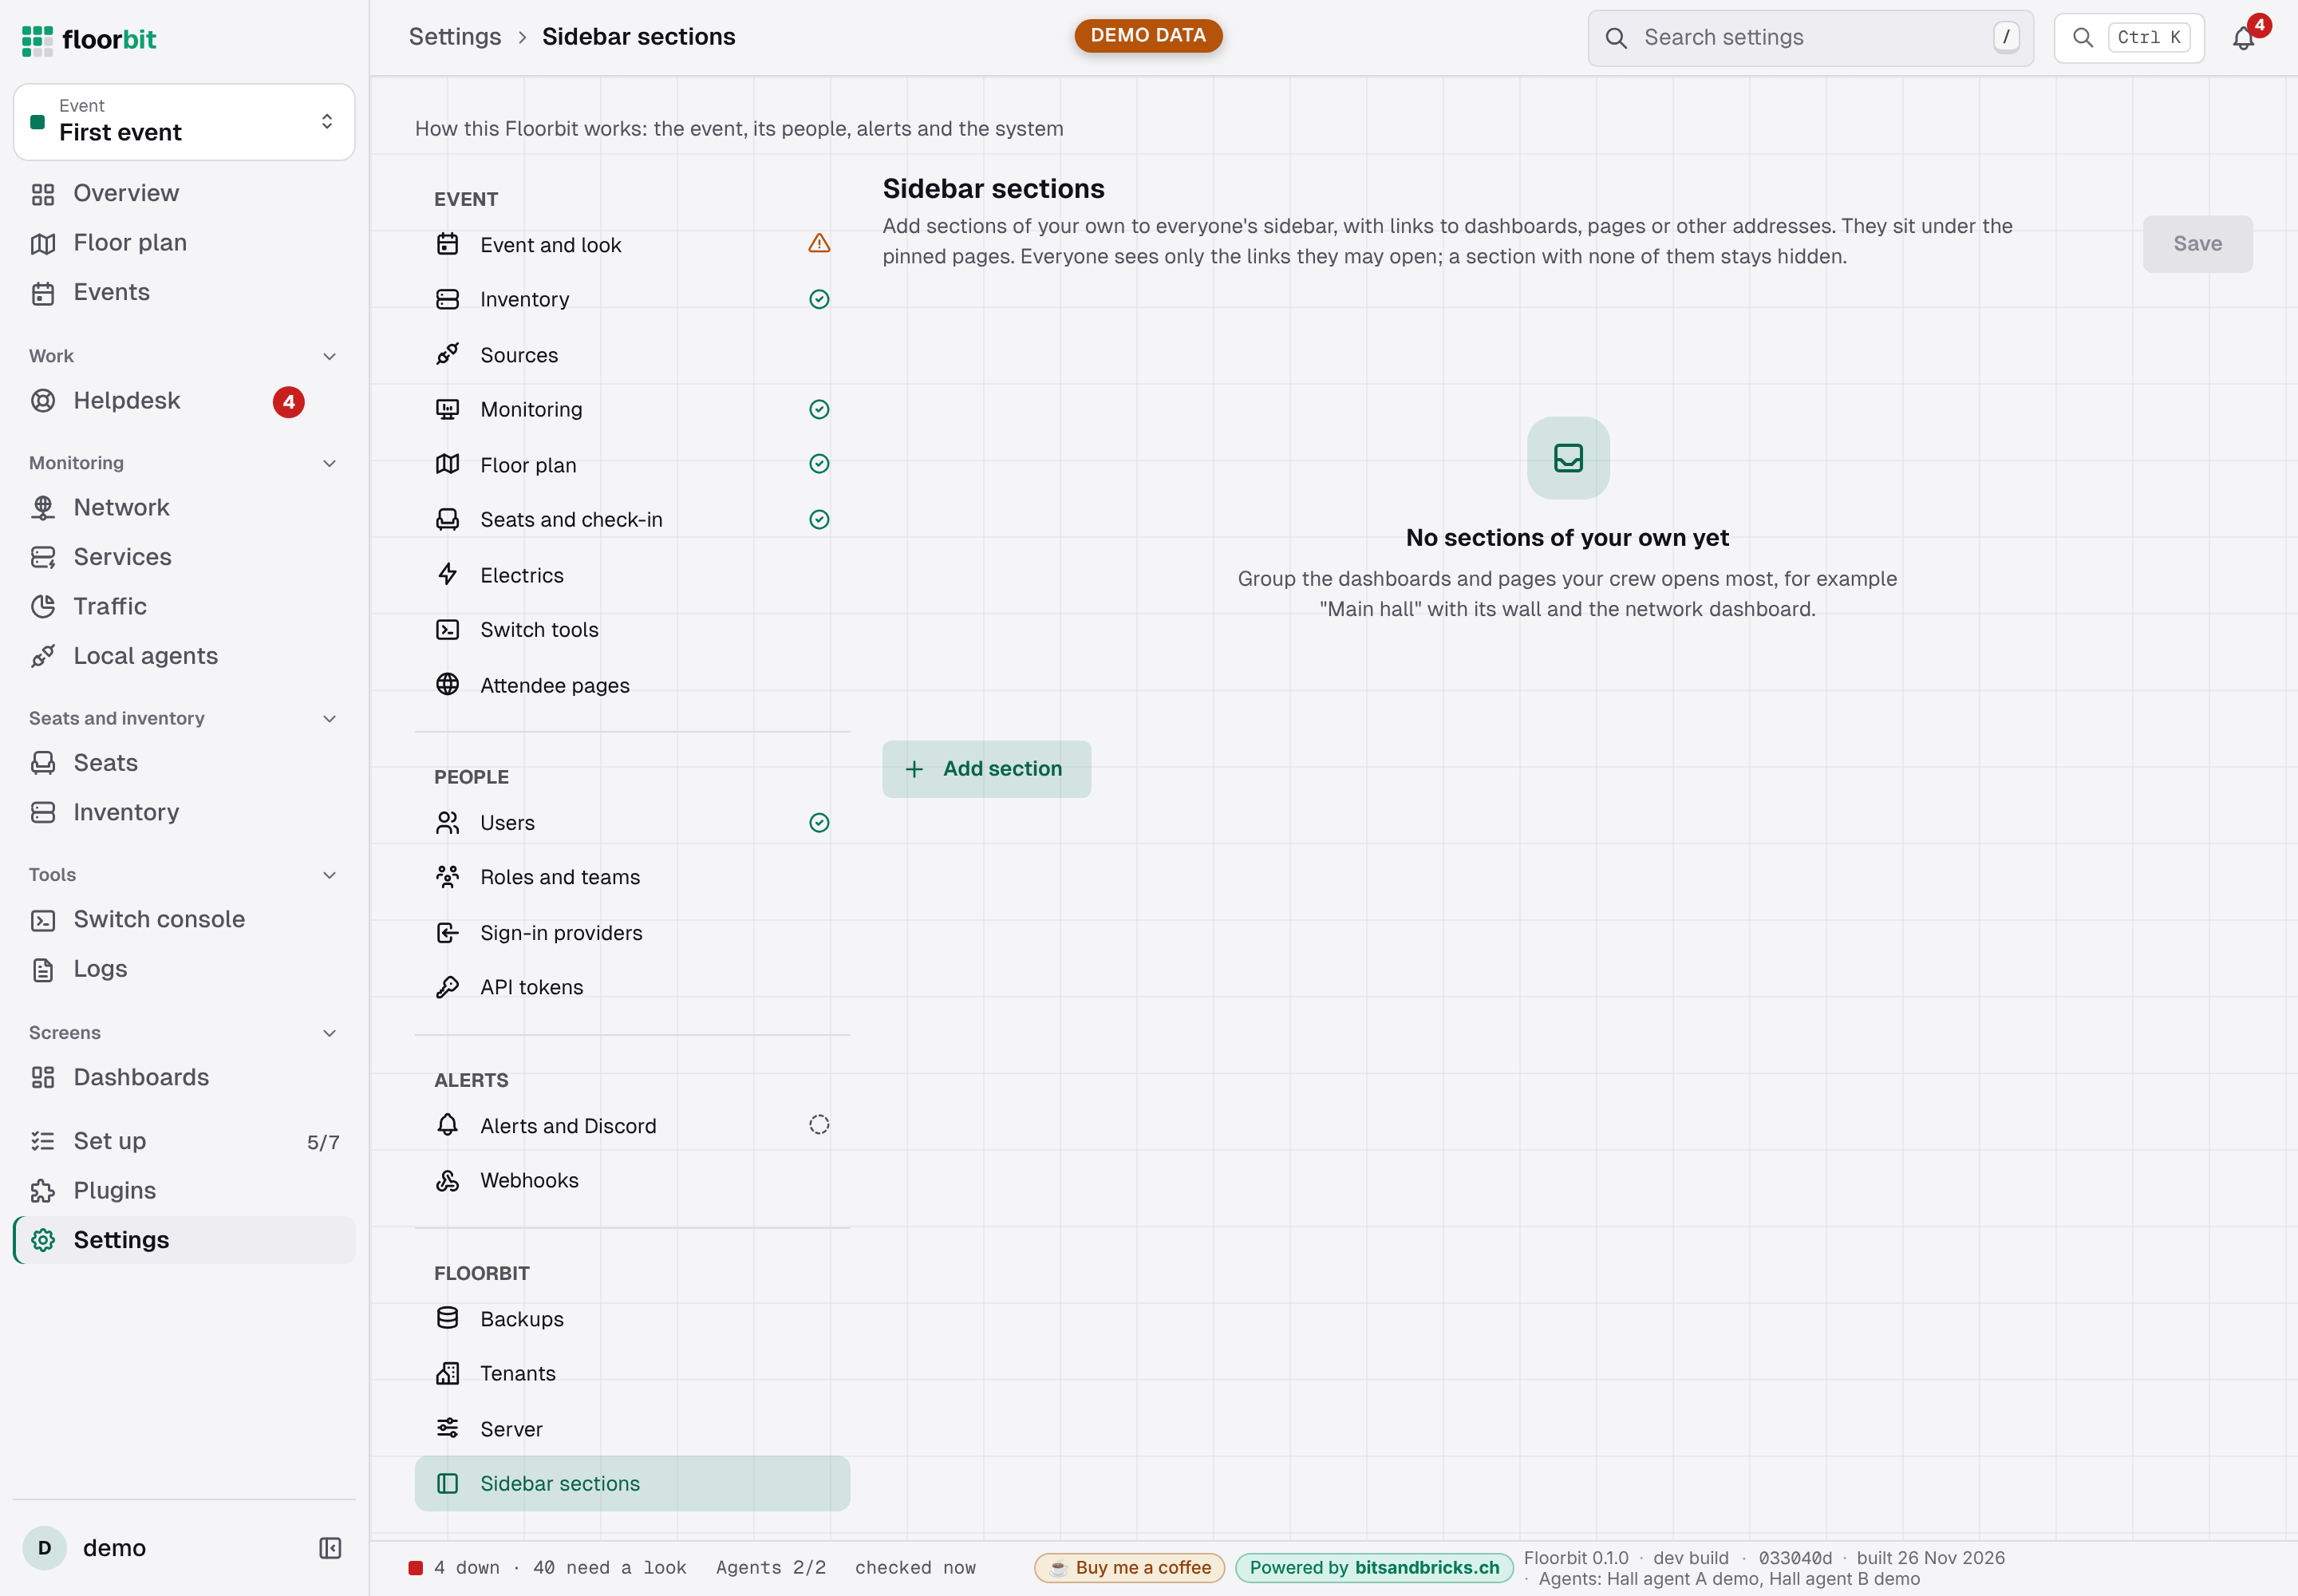 floorbit
Event
First event
Overview
Floor plan
Events
Work
Helpdesk 4
Monitoring
Network
Services
Traffic
Local agents
Seats and inventory
Seats
Inventory
Tools
Switch console
Logs
Screens
Dashboards
Set up 5/7
Plugins
Settings
D demo
Settings > Sidebar sections
DEMO DATA
Search settings /
Ctrl K
4
How this Floorbit works: the event, its people, alerts and the system
EVENT
Event and look
Inventory
Sources
Monitoring
Floor plan
Seats and check-in
Electrics
Switch tools
Attendee pages
PEOPLE
Users
Roles and teams
Sign-in providers
API tokens
ALERTS
Alerts and Discord
Webhooks
FLOORBIT
Backups
Tenants
Server
Sidebar sections
Sidebar sections
Add sections of your own to everyone's sidebar, with links to dashboards, pages or other addresses. They sit under the
pinned pages. Everyone sees only the links they may open; a section with none of them stays hidden.
Save
No sections of your own yet
Group the dashboards and pages your crew opens most, for example
"Main hall" with its wall and the network dashboard.
+ Add section
4 down · 40 need a look Agents 2/2 checked now
☕ Buy me a coffee
Powered by bitsandbricks.ch
Floorbit 0.1.0 · dev build · 033040d · built 26 Nov 2026
· Agents: Hall agent A demo, Hall agent B demo